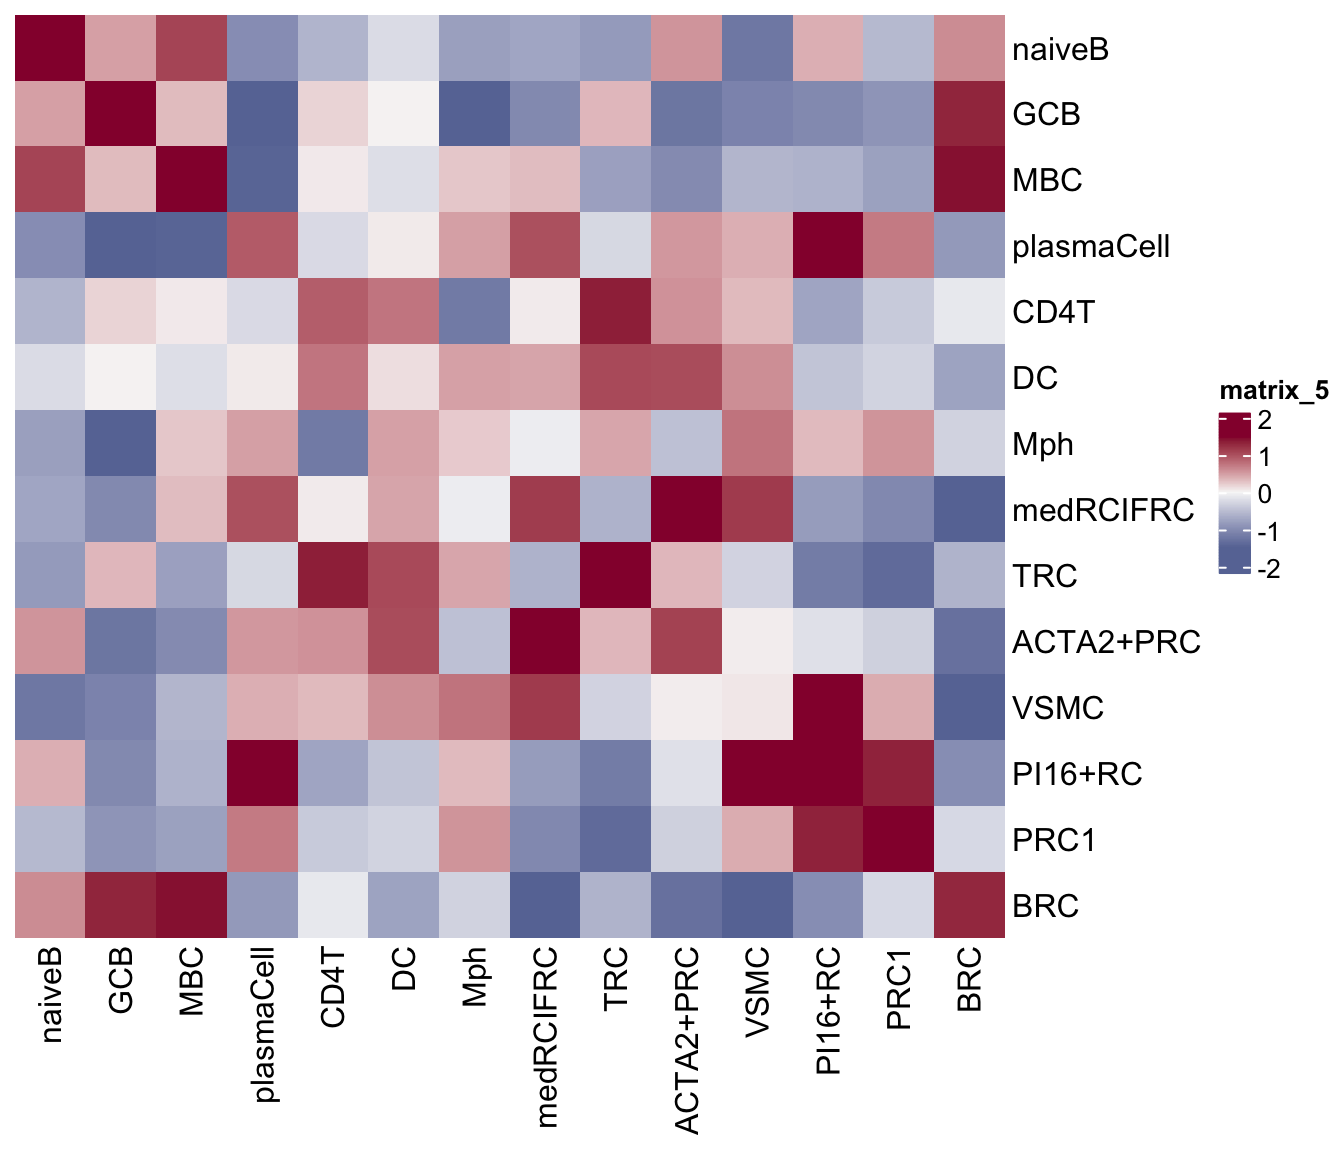 naiveB
GCB
MBC
plasmaCell
CD4T
DC
Mph
medRCIFRC
TRC
ACTA2+PRC
VSMC
PI16+RC
PRC1
BRC
matrix_5
2
1
0
-1
-2
naiveB
GCB
MBC
plasmaCell
CD4T
DC
Mph
medRCIFRC
TRC
ACTA2+PRC
VSMC
PI16+RC
PRC1
BRC